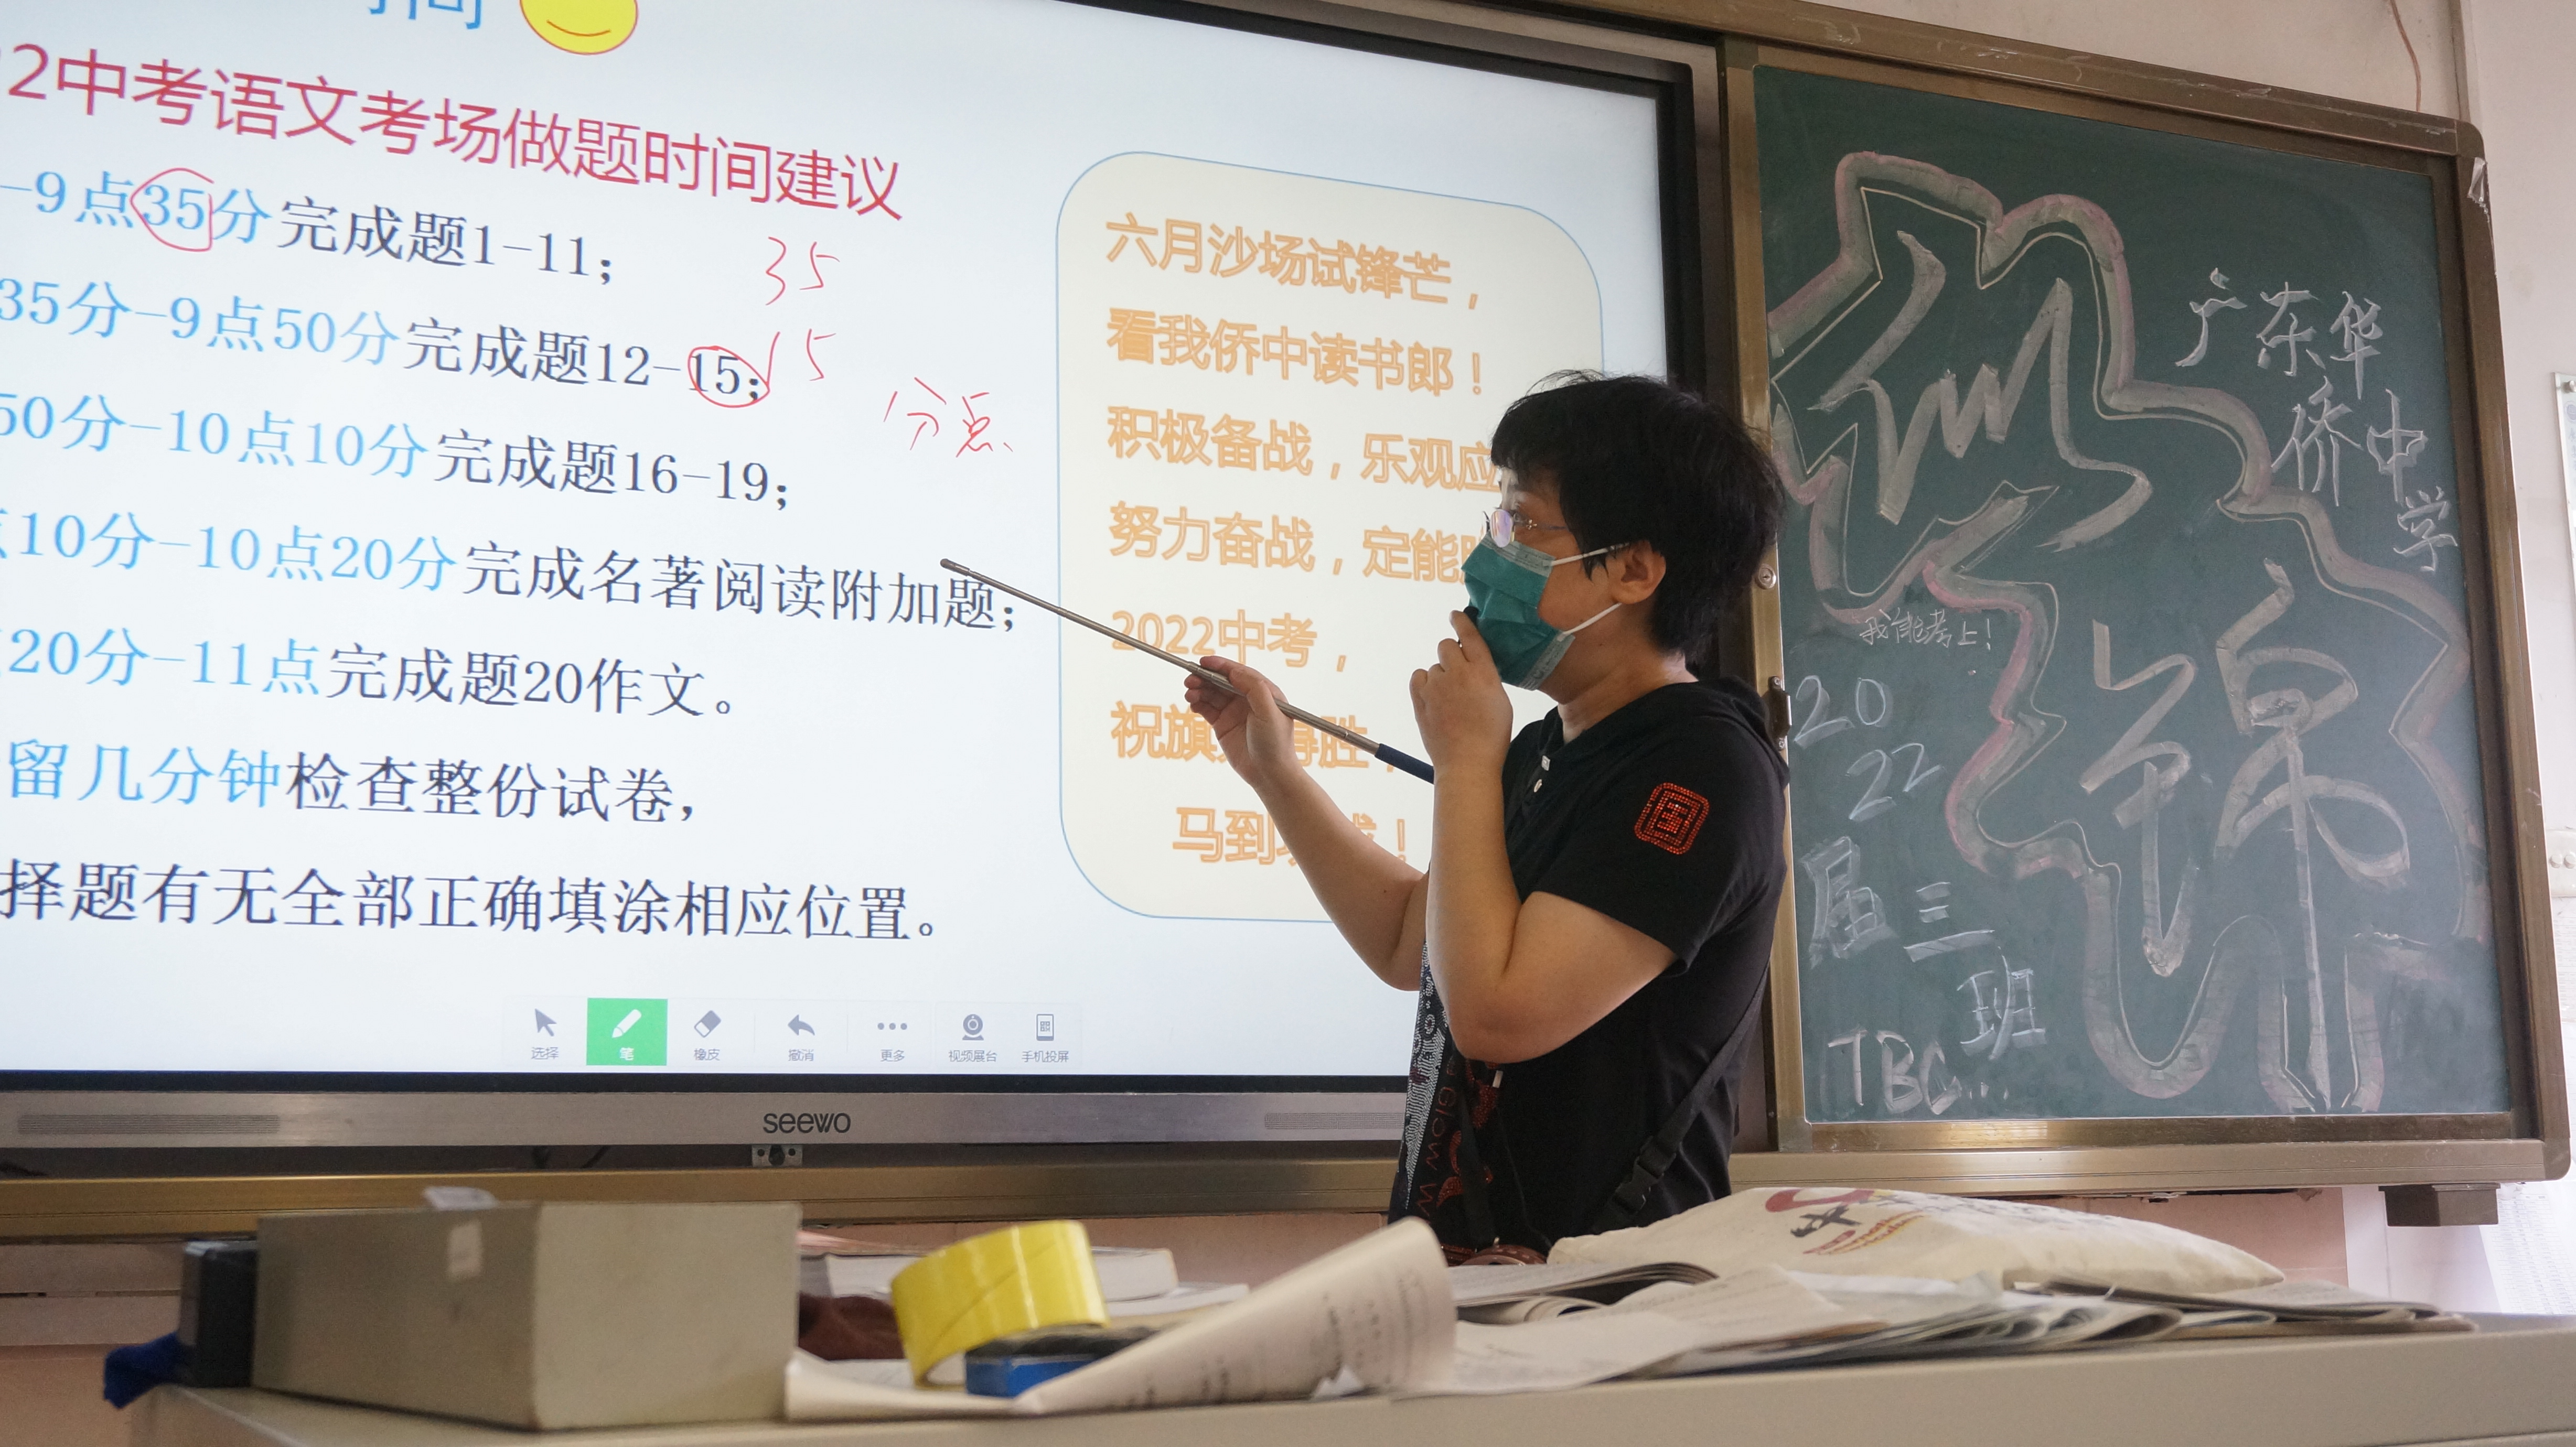 2中考语文考场做题时间建议
-9点35分完成题1-11;
35分-9点50分完成题12-15;
50分-10点10分完成题16-19;
10分-10点20分完成名著阅读附加题;
20分-11点完成题20作文。
留几分钟检查整份试卷,
择题有无全部正确填涂相应位置。
35
15
分点
六月沙场试锋芒，
看我侨中读书郎！
积极备战，乐观应
努力奋战，定能
2022中考，
祝旗 得胜，
马到 ！
选择
笔
橡皮
撤消
更多
视频展台
手机投屏
seewo
广东华
侨中
学
似
锦
我能考上！
20
22
届三
班
TBC...
GLOW